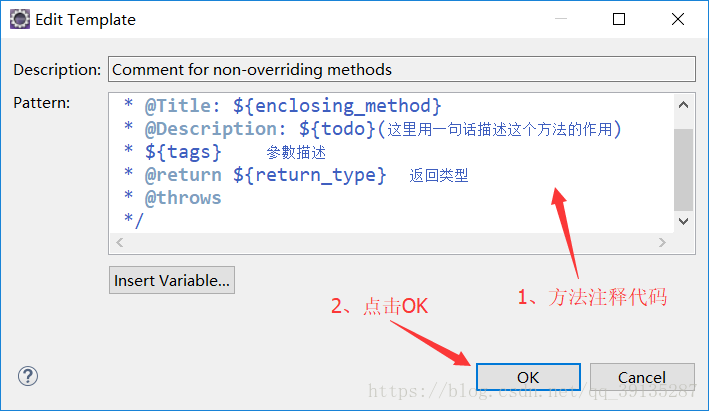 Edit Template
Description: Comment for non-overriding methods
Pattern:
* @Title: ${enclosing_method}
* @Description: ${todo}(这里用一句话描述这个方法的作用)
* ${tags} 参数描述
* @return ${return_type} 返回类型
* @throws
*/
Insert Variable...
1、方法注释代码
2、点击OK
OK
Cancel
https://blog.csdn.net/qq_39135287